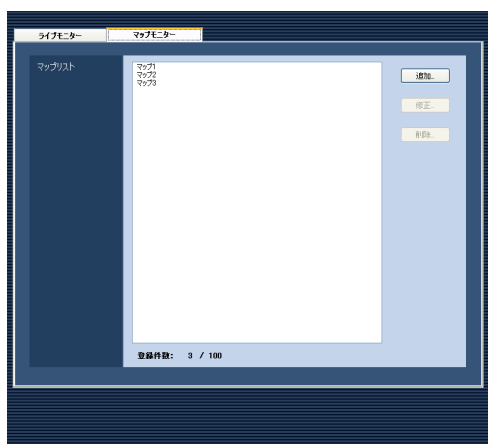 ライブモニター
マップモニター
マップリスト
マップ1
マップ2
マップ3
追加...
修正...
削除...
登録件数: 3 / 100